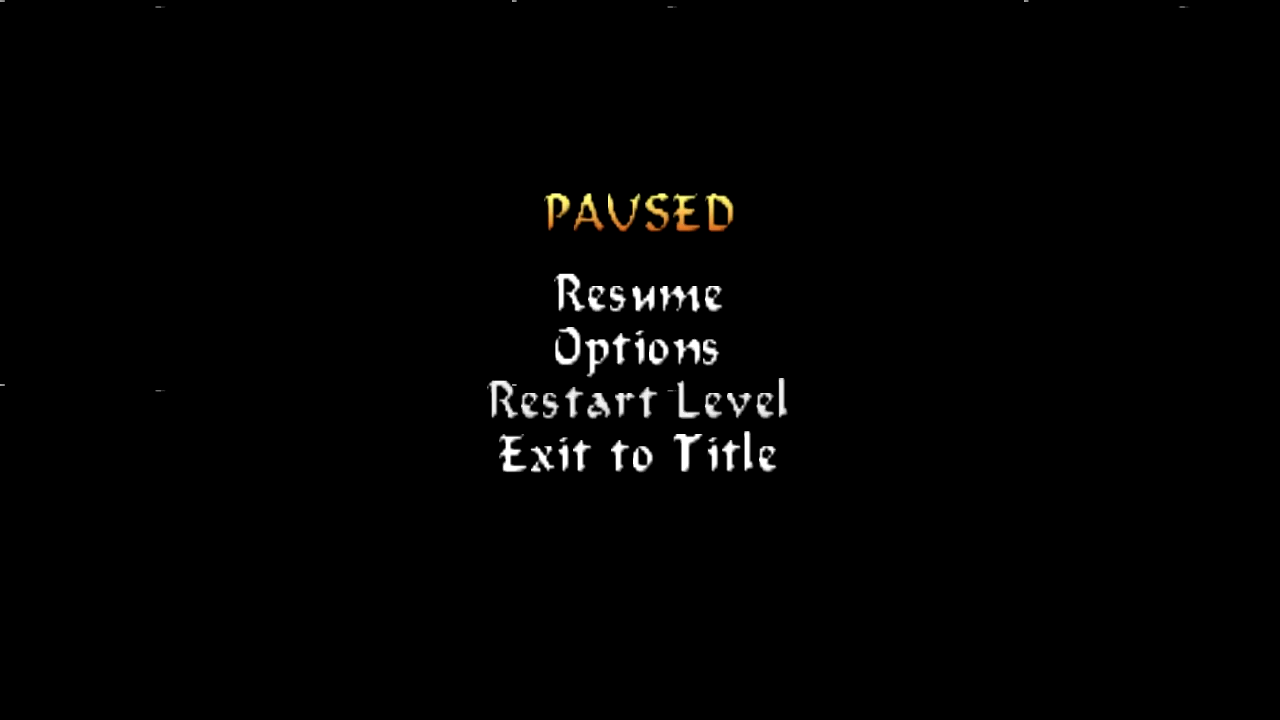 PAUSED
Resume
Options
Restart Level
Exit to Title